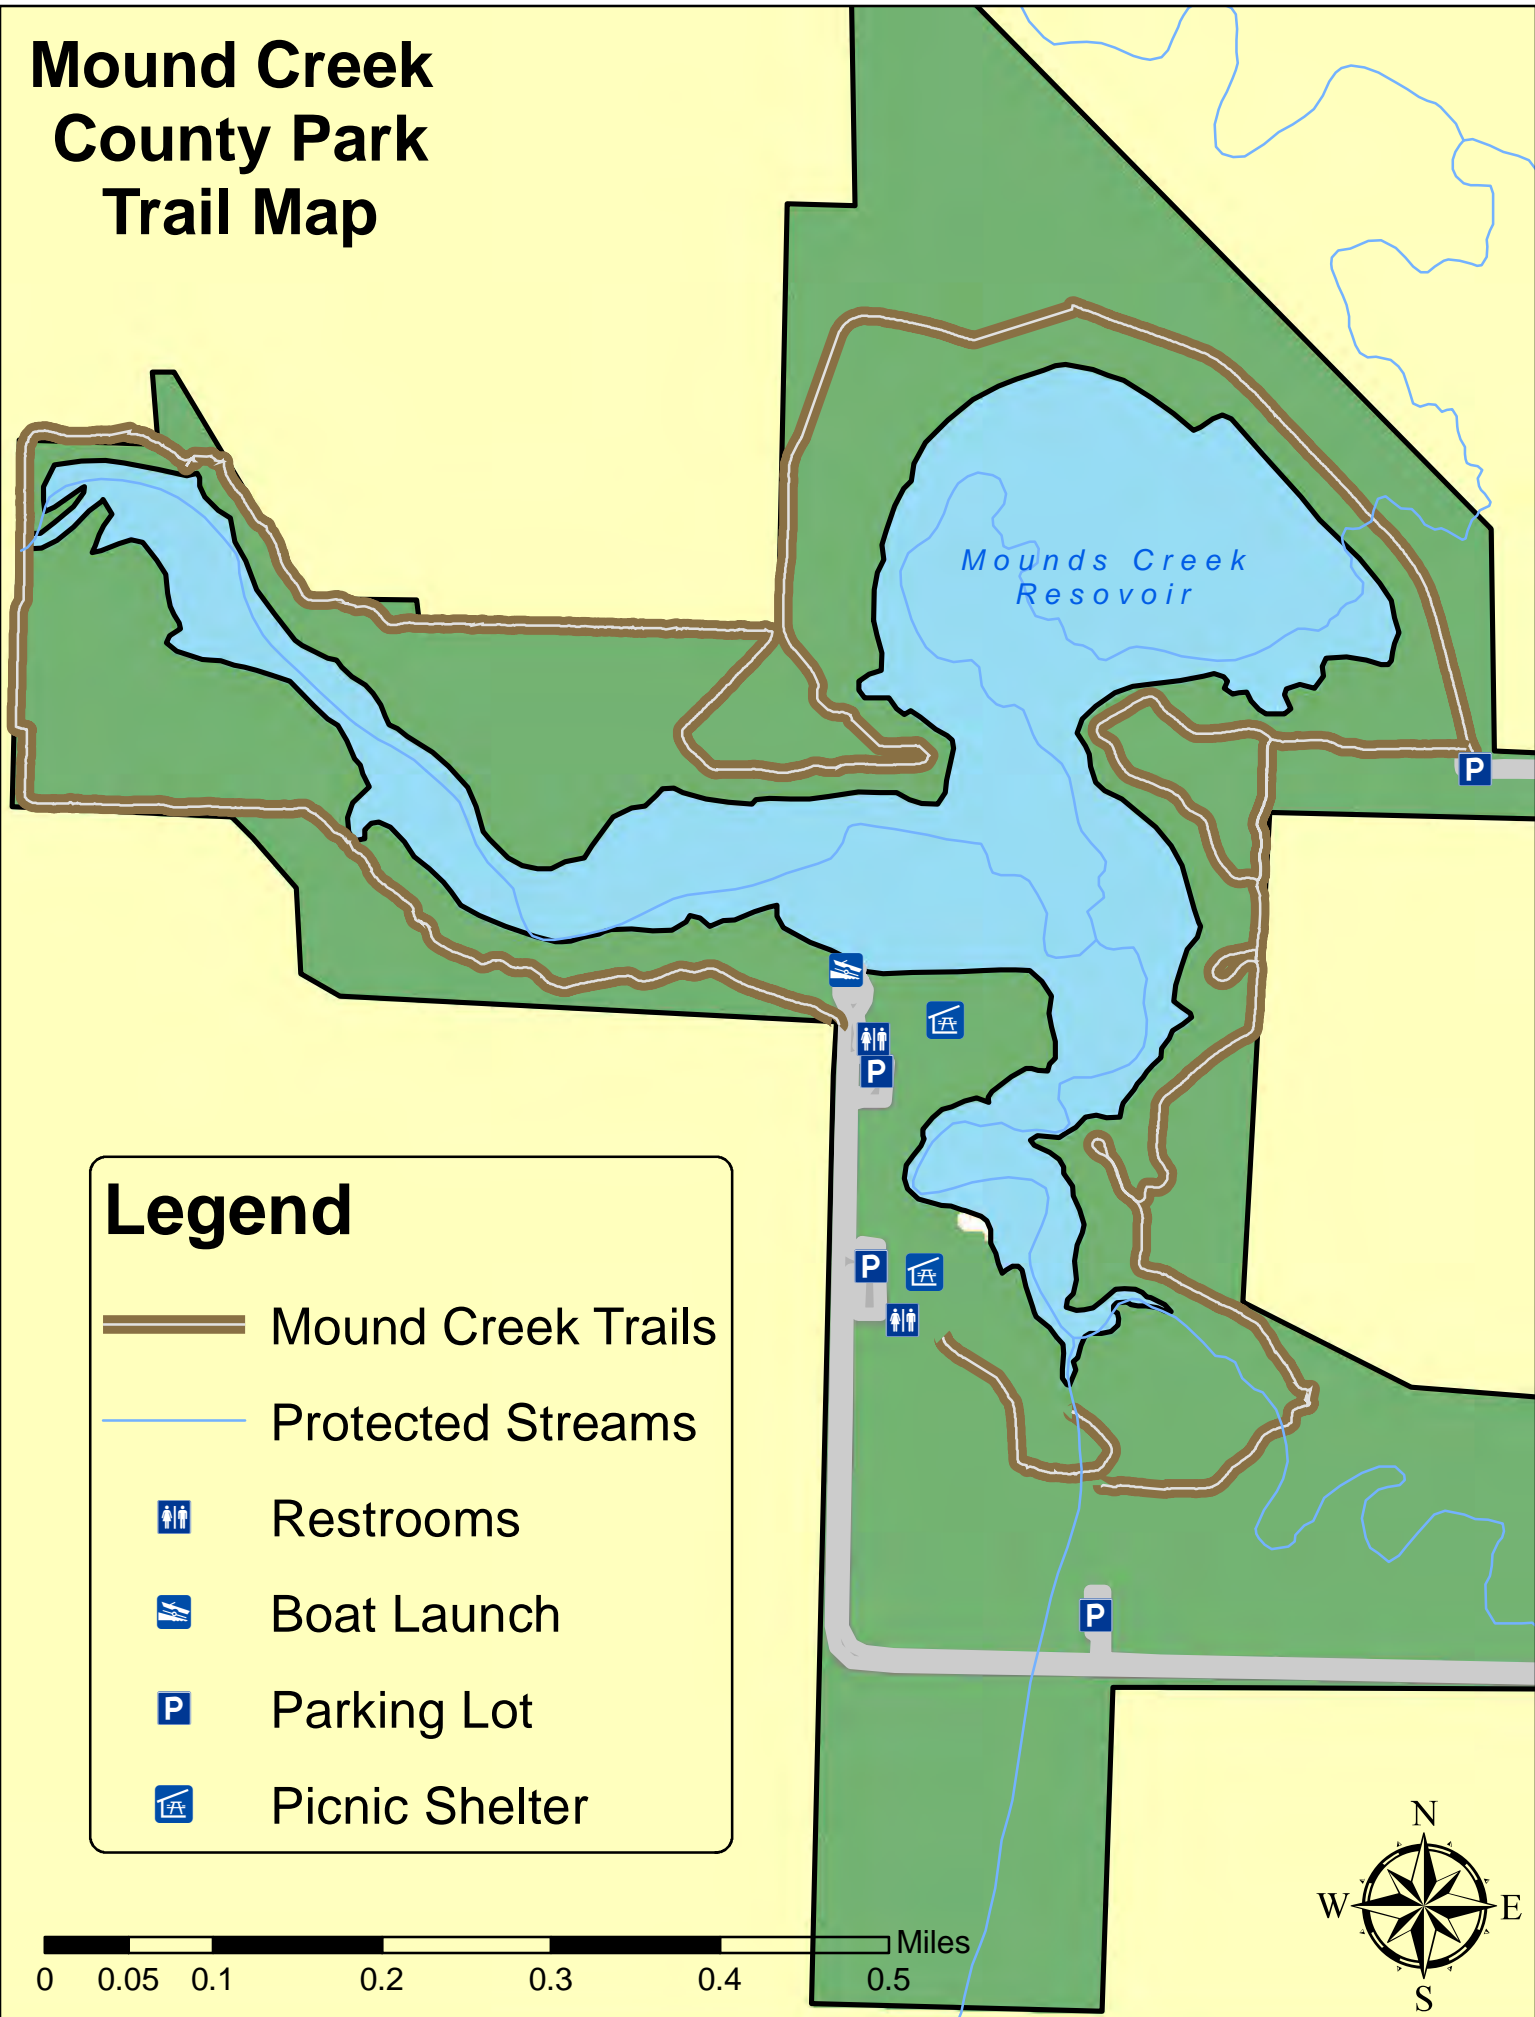 Mound Creek
County Park
Trail Map
Mounds Creek
Resovoir
P
P
P
P
Legend
Mound Creek Trails
Protected Streams
Restrooms
Boat Launch
P Parking Lot
Picnic Shelter
Miles
0 0.05 0.1 0.2 0.3 0.4 0.5
N
W E
S